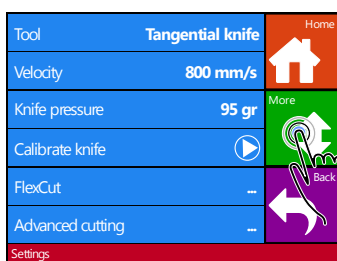 Tool Tangential knife
Velocity 800 mm/s
Knife pressure 95 gr
Calibrate knife
FlexCut ...
Advanced cutting ...
Settings
Home
More
Back